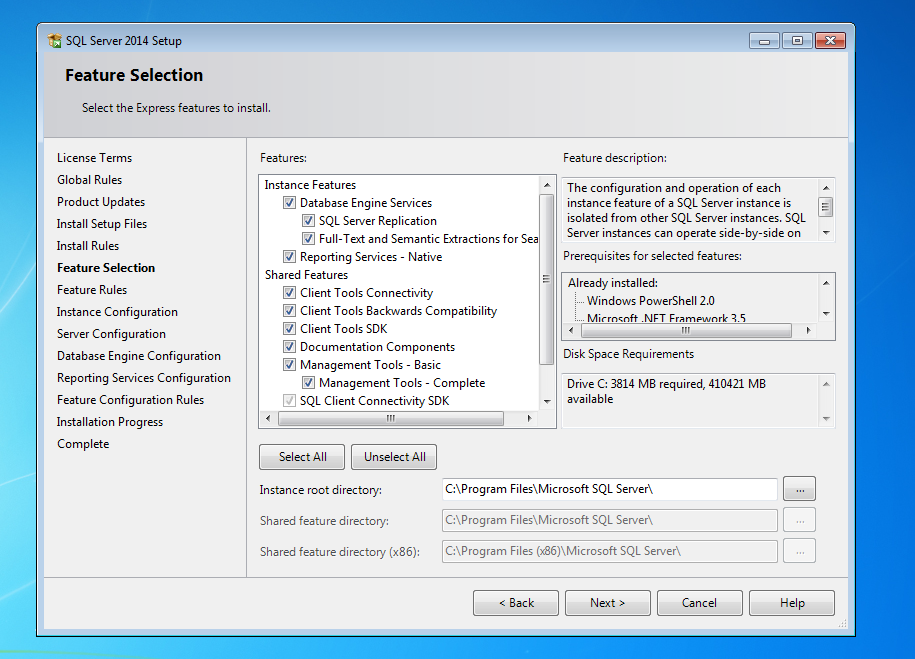 SQL Server 2014 Setup
Feature Selection
Select the Express features to install.
License Terms
Global Rules
Product Updates
Install Setup Files
Install Rules
Feature Selection
Feature Rules
Instance Configuration
Server Configuration
Database Engine Configuration
Reporting Services Configuration
Feature Configuration Rules
Installation Progress
Complete
Features:
Instance Features
Database Engine Services
SQL Server Replication
Full-Text and Semantic Extractions for Sea
Reporting Services - Native
Shared Features
Client Tools Connectivity
Client Tools Backwards Compatibility
Client Tools SDK
Documentation Components
Management Tools - Basic
Management Tools - Complete
SQL Client Connectivity SDK
Feature description:
The configuration and operation of each
instance feature of a SQL Server instance is
isolated from other SQL Server instances. SQL
Server instances can operate side-by-side on
Prerequisites for selected features:
Already installed:
Windows PowerShell 2.0
Microsoft .NET Framework 3.5
Disk Space Requirements
Drive C: 3814 MB required, 410421 MB
available
Select All
Unselect All
Instance root directory:
C:\Program Files\Microsoft SQL Server\
...
Shared feature directory:
C:\Program Files\Microsoft SQL Server\
...
Shared feature directory (x86):
C:\Program Files (x86)\Microsoft SQL Server\
...
< Back
Next >
Cancel
Help